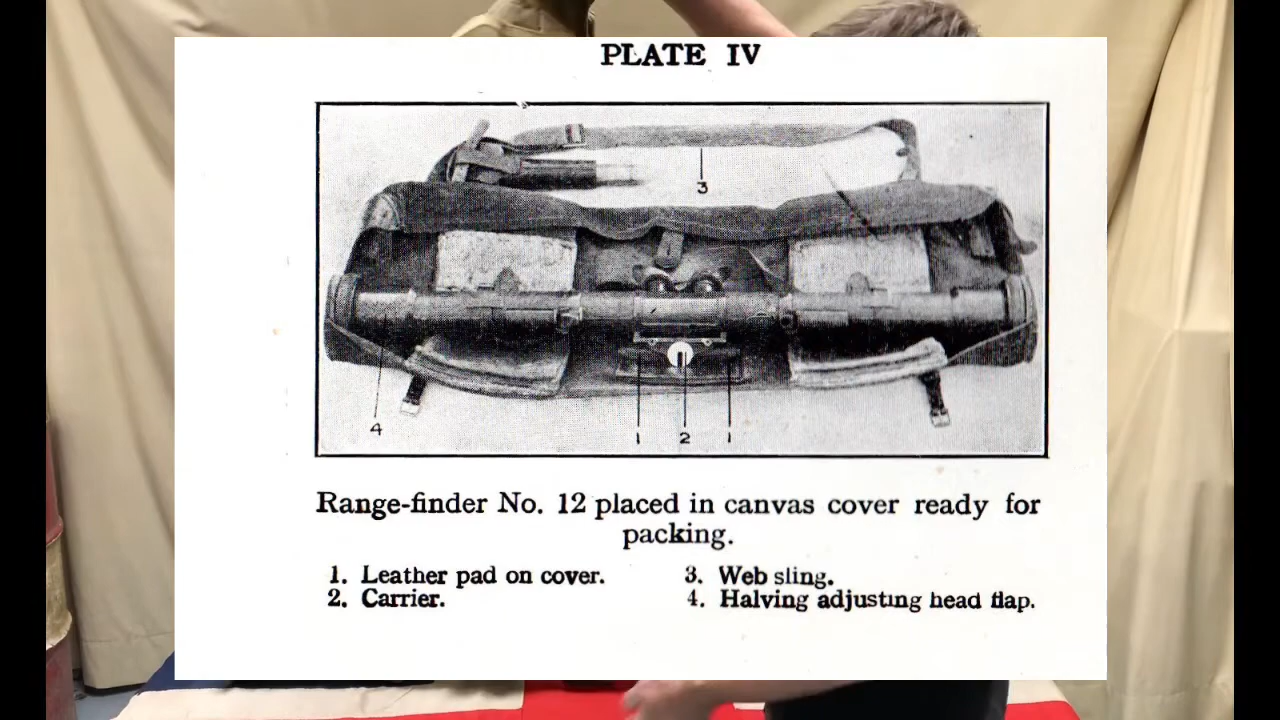 PLATE IV
3
4
1 2 1
Range-finder No. 12 placed in canvas cover ready for
packing.
1. Leather pad on cover.
2. Carrier.
3. Web sling.
4. Halving adjusting head flap.